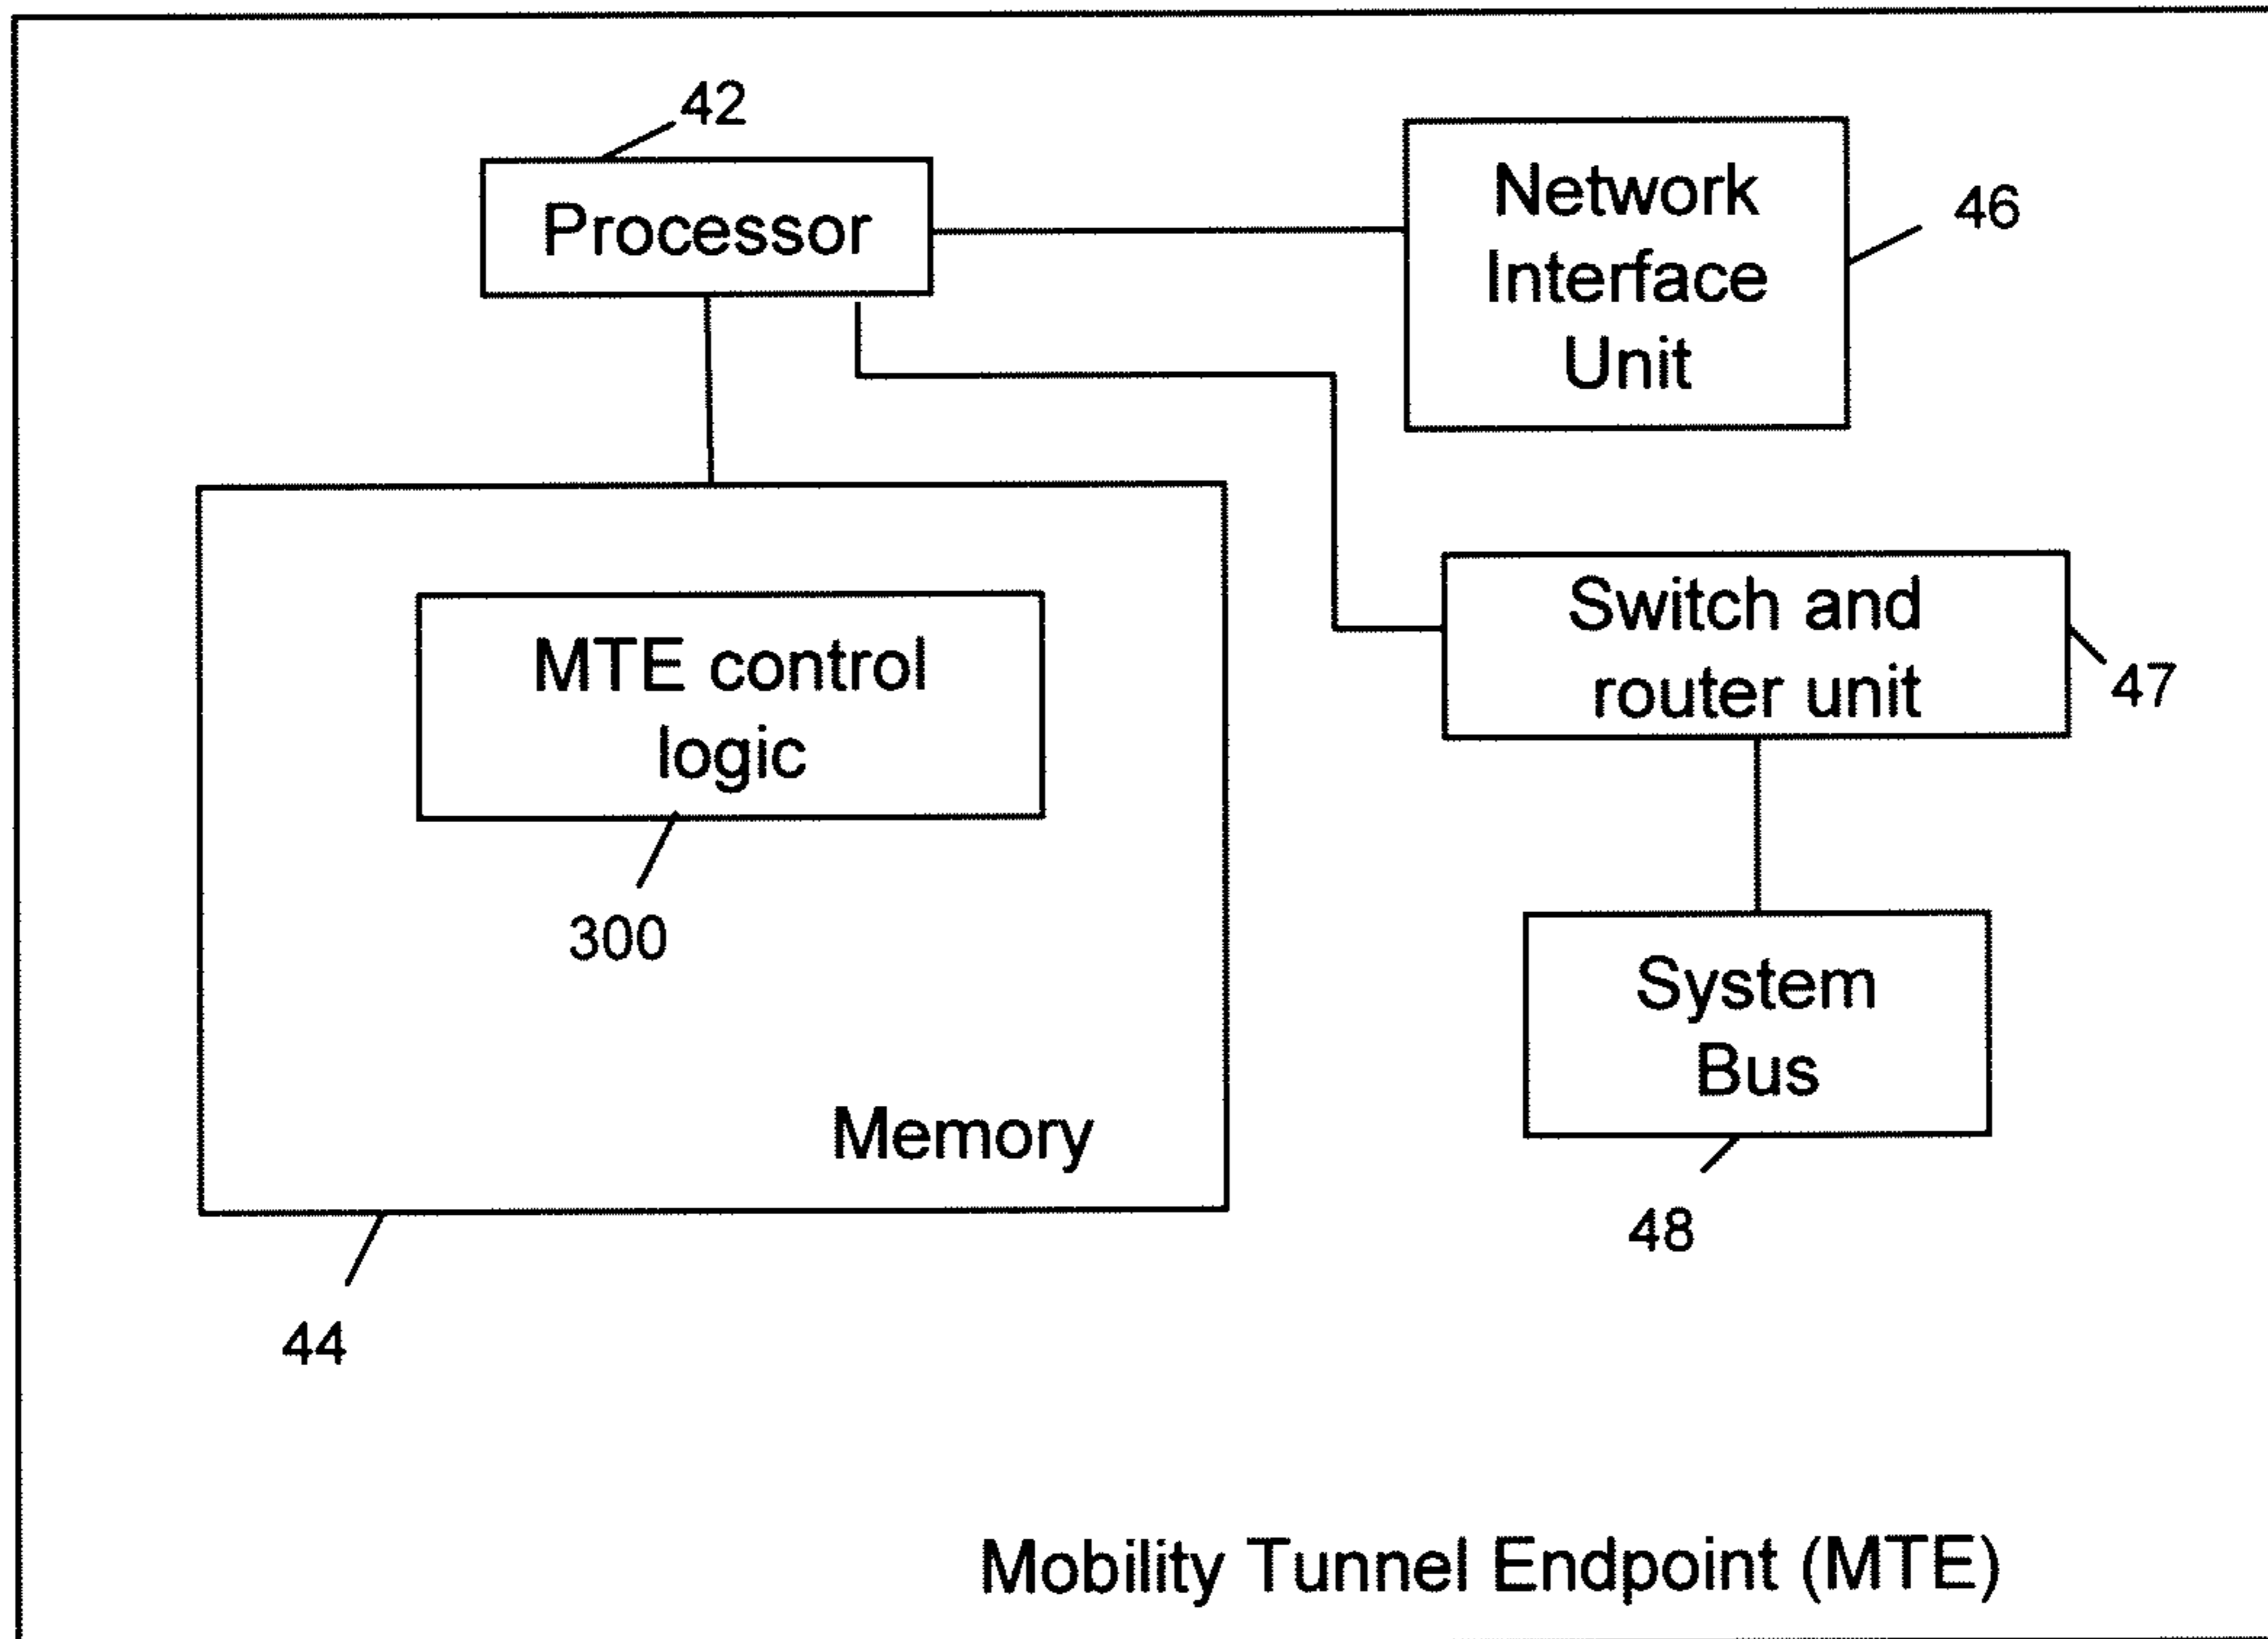 42
Processor
Network
Interface
Unit
46
MTE control
logic
300
Switch and
router unit
47
System
Bus
48
Memory
44
Mobility Tunnel Endpoint (MTE)